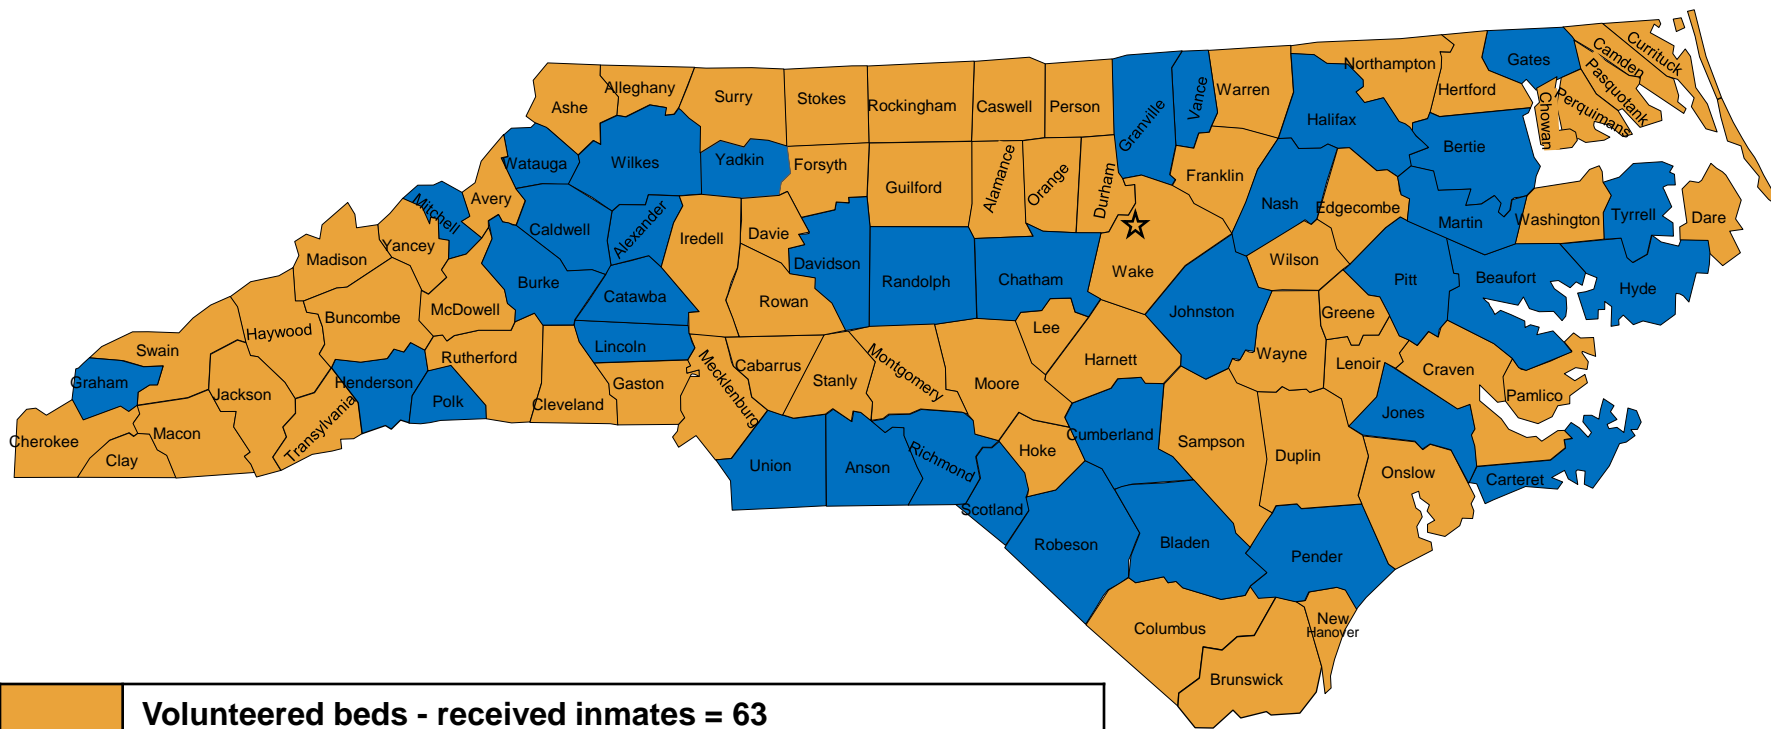 Currituck
Camden
Pasquotank
Perquimans
Chowan
Gates
Hertford
Northampton
Halifax
Warren
Vance
Granville
Person
Caswell
Rockingham
Stokes
Surry
Alleghany
Ashe
Watauga
Wilkes
Yadkin
Forsyth
Guilford
Alamance
Orange
Durham
Franklin
Nash
Edgecombe
Bertie
Martin
Washington
Tyrrell
Dare
Mitchell
Avery
Caldwell
Alexander
Iredell
Davie
Davidson
Randolph
Chatham
Wake
Wilson
Pitt
Beaufort
Hyde
Madison
Yancey
Burke
Catawba
Rowan
Johnston
Greene
Haywood
Buncombe
McDowell
Lincoln
Lee
Harnett
Wayne
Lenoir
Craven
Pamlico
Swain
Rutherford
Mecklenburg
Cabarrus
Stanly
Montgomery
Moore
Graham
Jackson
Henderson
Polk
Cleveland
Gaston
Jones
Cherokee
Macon
Clay
Transylvania
Union
Anson
Richmond
Hoke
Cumberland
Sampson
Duplin
Onslow
Carteret
Scotland
Robeson
Bladen
Pender
Columbus
New
Hanover
Brunswick
Volunteered beds - received inmates = 63